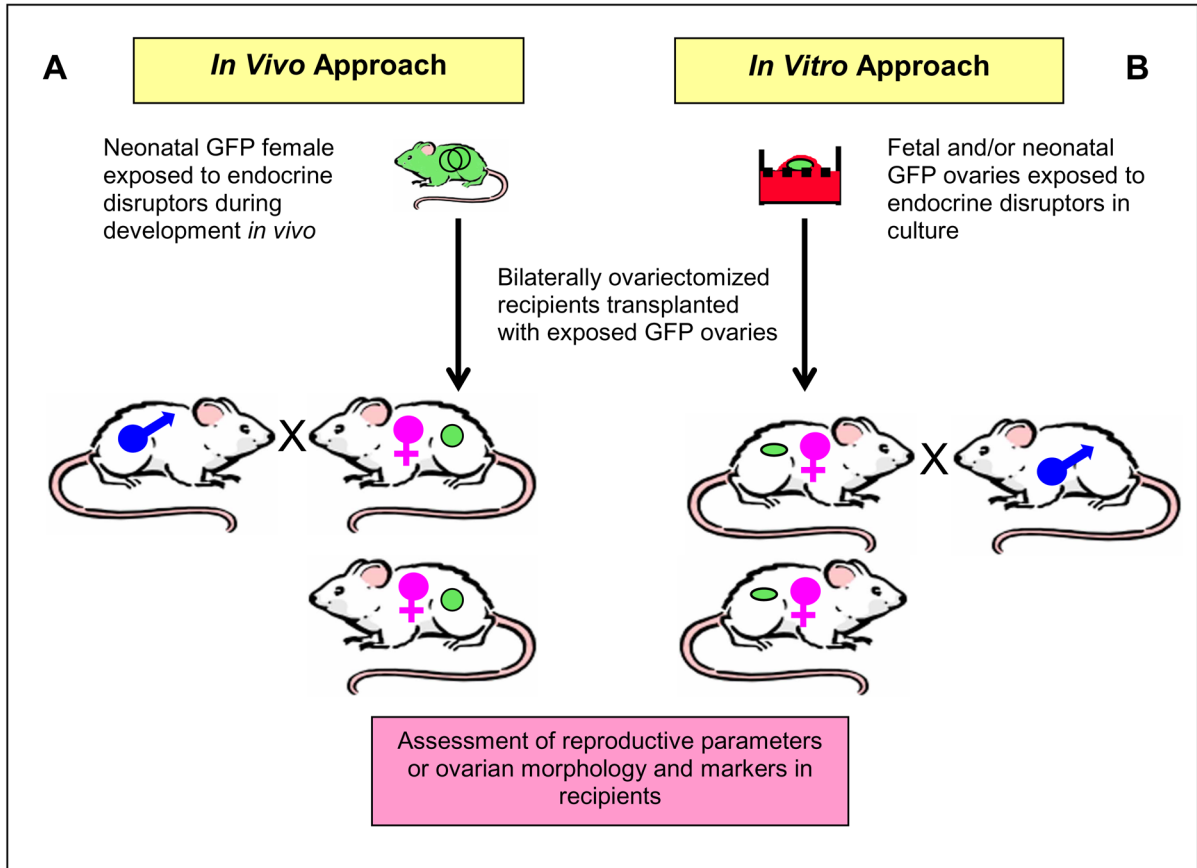 A
In Vivo Approach
In Vitro Approach
B
Neonatal GFP female
exposed to endocrine
disruptors during
development in vivo
Fetal and/or neonatal
GFP ovaries exposed to
endocrine disruptors in
culture
Bilaterally ovariectomized
recipients transplanted
with exposed GFP ovaries
X
X
Assessment of reproductive parameters
or ovarian morphology and markers in
recipients